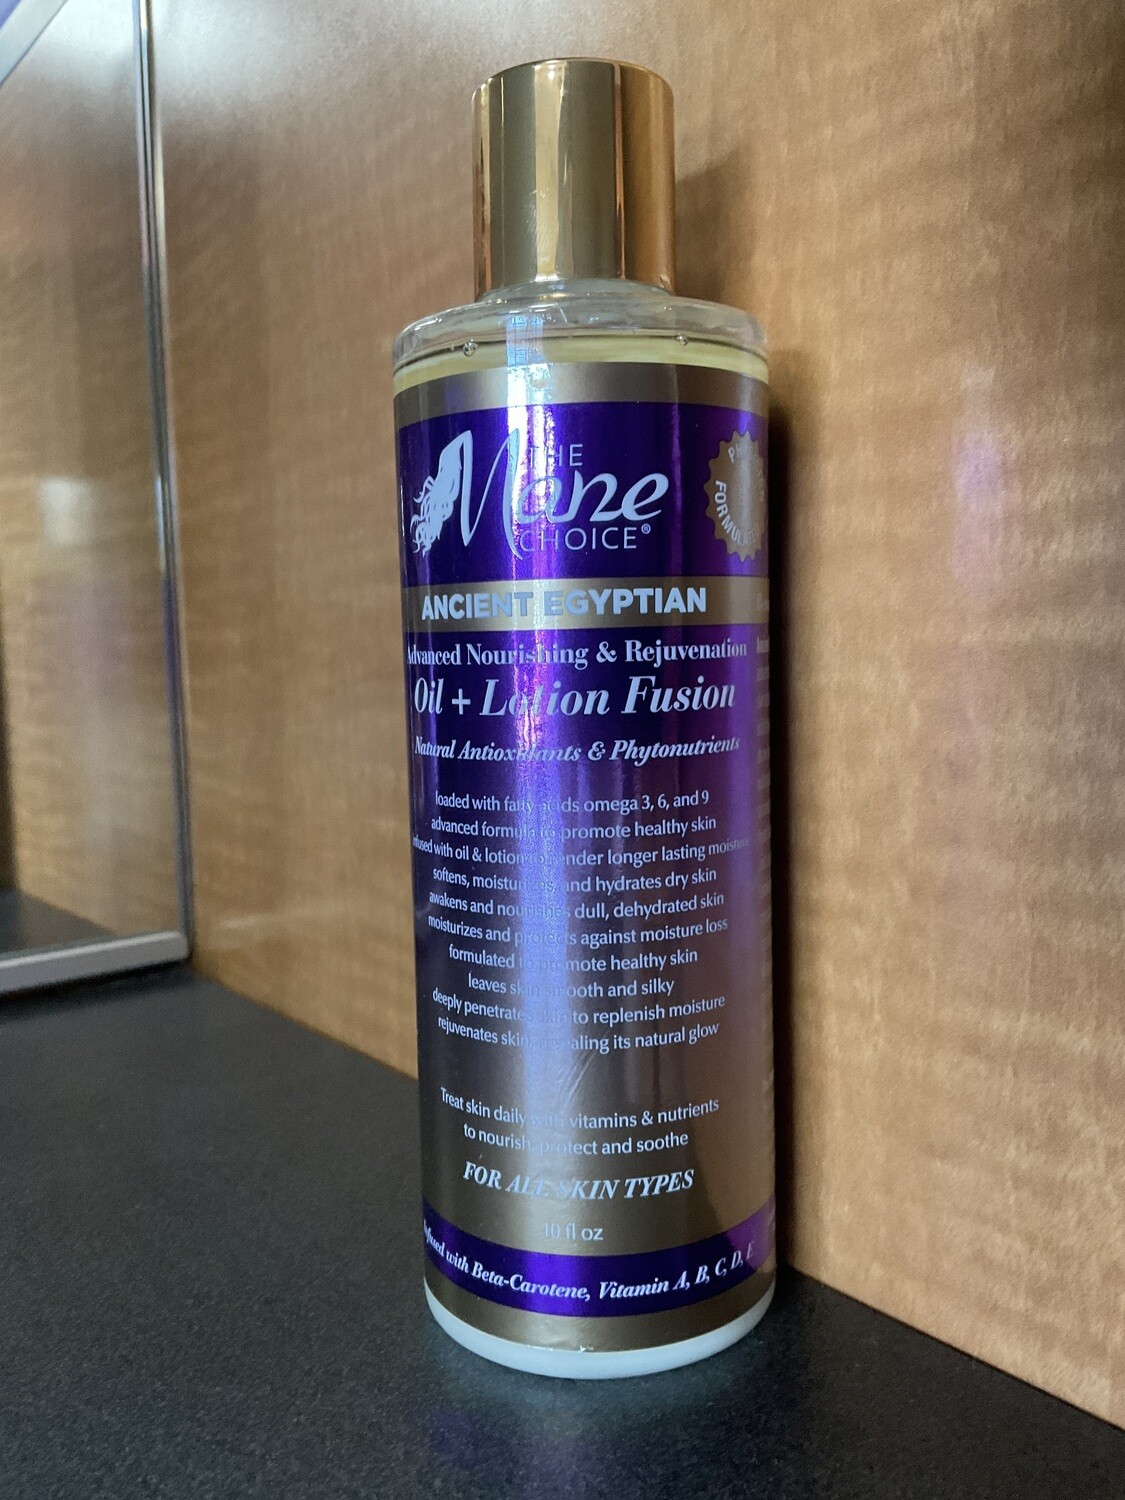 THE
Mane
CHOICE®
FORMULATED
ANCIENT EGYPTIAN
Advanced Nourishing & Rejuvenation
Oil + Lotion Fusion
Natural Antioxidants & Phytonutrients
loaded with fatty acids omega 3, 6, and 9
advanced formula to promote healthy skin
infused with oil & lotion to render longer lasting moisture
softens, moisturizes, and hydrates dry skin
awakens and nourishes dull, dehydrated skin
moisturizes and protects against moisture loss
formulated to promote healthy skin
leaves skin smooth and silky
deeply penetrates skin to replenish moisture
rejuvenates skin, revealing its natural glow
Treat skin daily with vitamins & nutrients
to nourish, protect and soothe
FOR ALL SKIN TYPES
10 fl oz
Infused with Beta-Carotene, Vitamin A, B, C, D, E